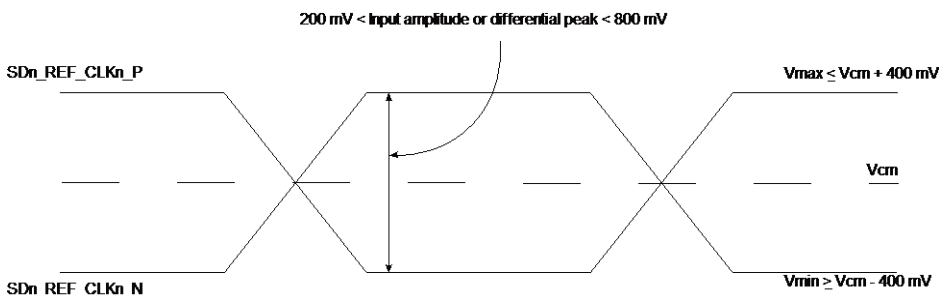 200 mV < Input amplitude or differential peak < 800 mV
SDn_REF_CLKn_P
Vmax ≤ Vcm + 400 mV
Vcm
SDn_REF_CLKn_N
Vmin ≥ Vcm - 400 mV